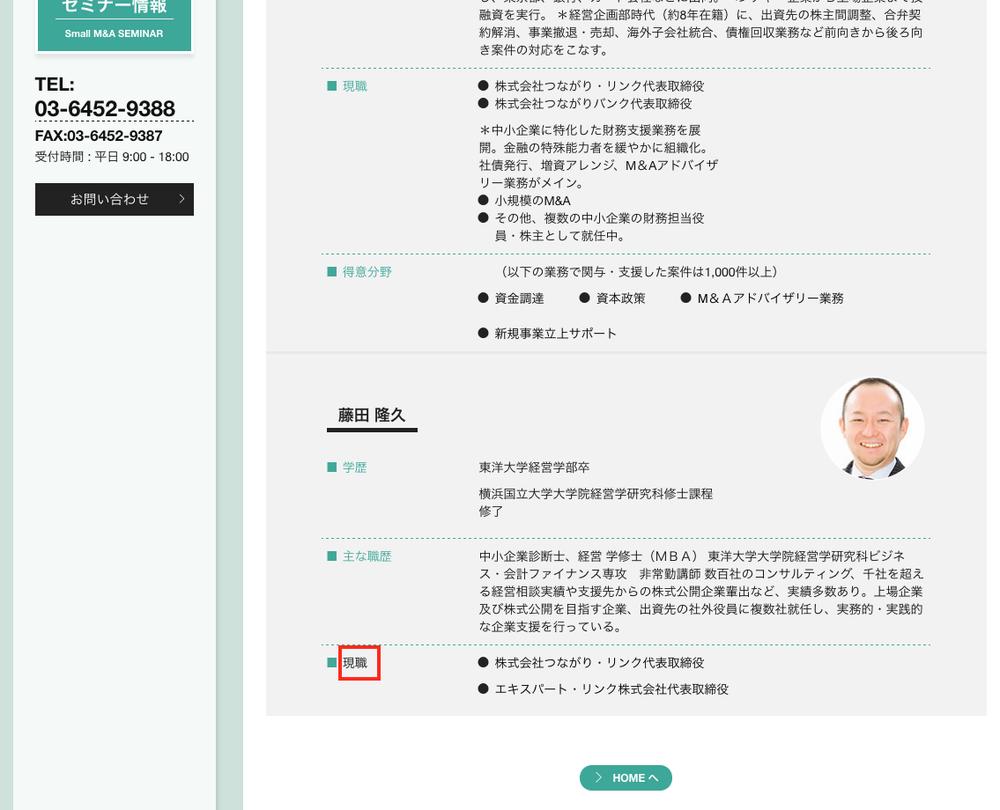 セミナー情報
Small M&A SEMINAR
TEL:
03-6452-9388
FAX:03-6452-9387
受付時間 : 平日 9:00 - 18:00
お問い合わせ
融資を実行。 ＊経営企画部時代（約8年在籍）に、出資先の株主間調整、合弁契
約解消、事業撤退・売却、海外子会社統合、債権回収業務など前向きから後ろ向
き案件の対応をこなす。
■ 現職
● 株式会社つながり・リンク代表取締役
● 株式会社つながりバンク代表取締役
＊中小企業に特化した財務支援業務を展
開。金融の特殊能力者を緩やかに組織化。
社債発行、増資アレンジ、M＆Aアドバイザ
リー業務がメイン。
● 小規模のM&A
● その他、複数の中小企業の財務担当役
員・株主として就任中。
■ 得意分野
（以下の業務で関与・支援した案件は1,000件以上）
● 資金調達 ● 資本政策 ● M＆Ａアドバイザリー業務
● 新規事業立上サポート
藤田 隆久
■ 学歴
東洋大学経営学部卒
横浜国立大学大学院経営学研究科修士課程
修了
■ 主な職歴
中小企業診断士、経営 学修士（ＭＢＡ） 東洋大学大学院経営学研究科ビジネ
ス・会計ファイナンス専攻　非常勤講師 数百社のコンサルティング、千社を超え
る経営相談実績や支援先からの株式公開企業輩出など、実績多数あり。上場企業
及び株式公開を目指す企業、出資先の社外役員に複数社就任し、実務的・実践的
な企業支援を行っている。
■ 現職
● 株式会社つながり・リンク代表取締役
● エキスパート・リンク株式会社代表取締役
HOME へ